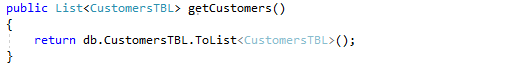 public List<CustomersTBL> getCustomers()
{
    return db.CustomersTBL.ToList<CustomersTBL>();
}